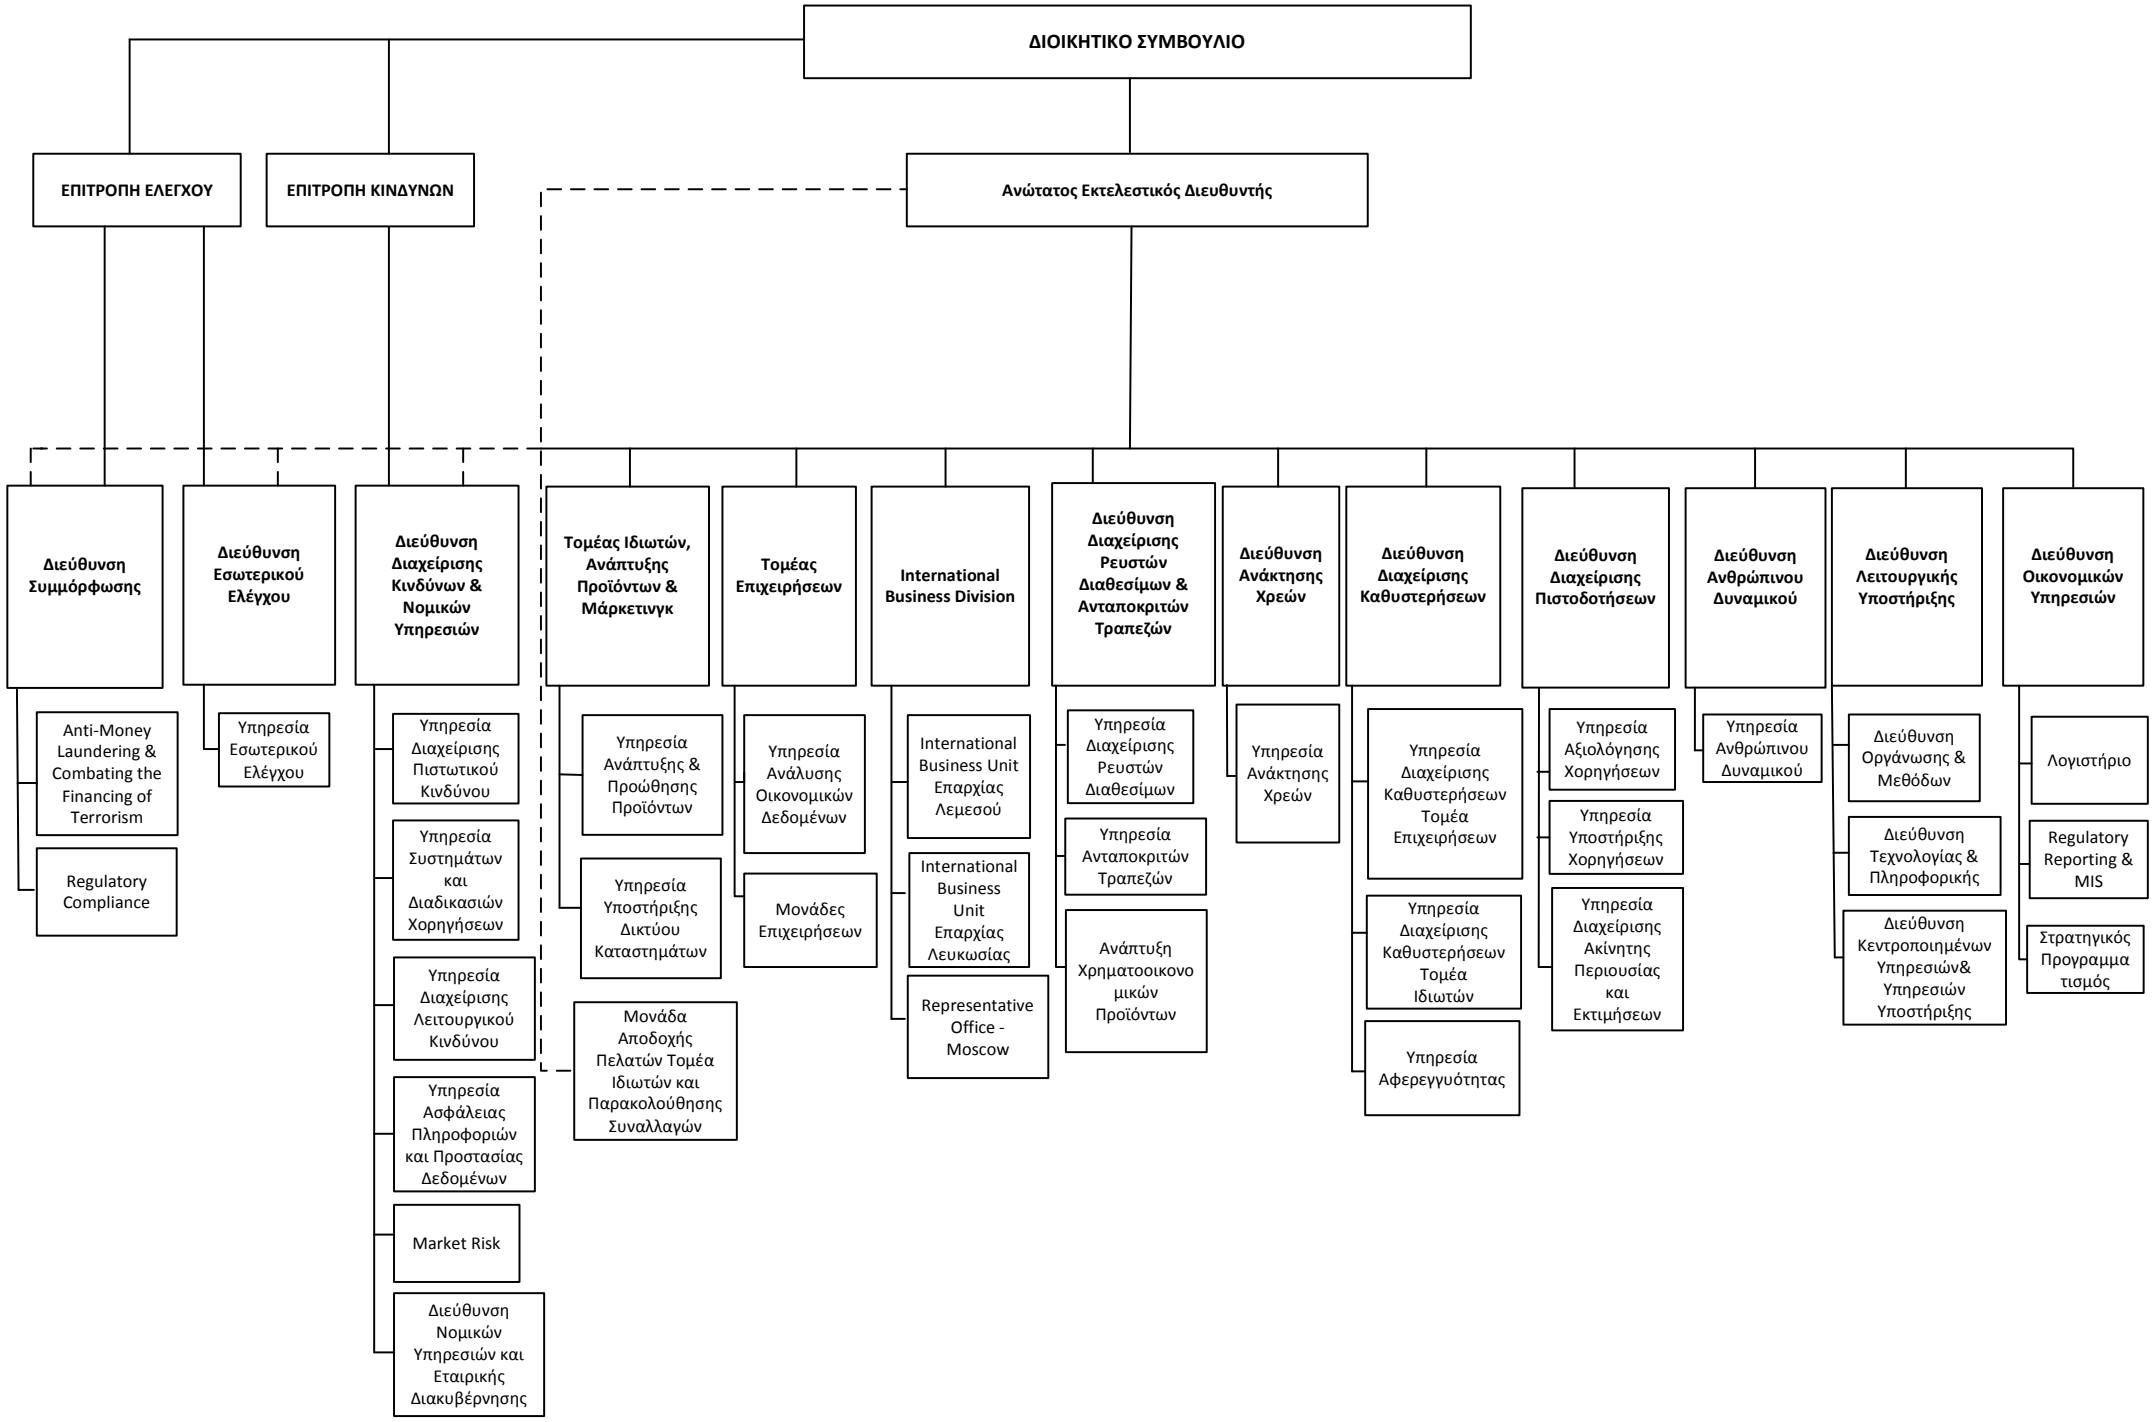 ΔΙΟΙΚΗΤΙΚΟ ΣΥΜΒΟΥΛΙΟ
ΕΠΙΤΡΟΠΗ ΕΛΕΓΧΟΥ
ΕΠΙΤΡΟΠΗ ΚΙΝΔΥΝΩΝ
Ανώτατος Εκτελεστικός Διευθυντής
Διεύθυνση
Συμμόρφωσης
Διεύθυνση
Εσωτερικού
Ελέγχου
Διεύθυνση
Διαχείρισης
Κινδύνων &
Νομικών
Υπηρεσιών
Τομέας Ιδιωτών,
Ανάπτυξης
Προϊόντων &
Μάρκετινγκ
Τομέας
Επιχειρήσεων
International
Business Division
Διεύθυνση
Διαχείρισης
Ρευστών
Διαθεσίμων &
Ανταποκριτών
Τραπεζών
Διεύθυνση
Ανάκτησης
Χρεών
Διεύθυνση
Διαχείρισης
Καθυστερήσεων
Διεύθυνση
Διαχείρισης
Πιστοδοτήσεων
Διεύθυνση
Ανθρώπινου
Δυναμικού
Διεύθυνση
Λειτουργικής
Υποστήριξης
Διεύθυνση
Οικονομικών
Υπηρεσιών
Anti-Money
Laundering &
Combating the
Financing of
Terrorism
Regulatory
Compliance
Υπηρεσία
Εσωτερικού
Ελέγχου
Υπηρεσία
Διαχείρισης
Πιστωτικού
Κινδύνου
Υπηρεσία
Συστημάτων
και
Διαδικασιών
Χορηγήσεων
Υπηρεσία
Διαχείρισης
Λειτουργικού
Κινδύνου
Υπηρεσία
Ασφάλειας
Πληροφοριών
και Προστασίας
Δεδομένων
Market Risk
Διεύθυνση
Νομικών
Υπηρεσιών και
Εταιρικής
Διακυβέρνησης
Υπηρεσία
Ανάπτυξης &
Προώθησης
Προϊόντων
Υπηρεσία
Υποστήριξης
Δικτύου
Καταστημάτων
Μονάδα
Αποδοχής
Πελατών Τομέα
Ιδιωτών και
Παρακολούθησης
Συναλλαγών
Υπηρεσία
Ανάλυσης
Οικονομικών
Δεδομένων
Μονάδες
Επιχειρήσεων
International
Business Unit
Επαρχίας
Λεμεσού
International
Business
Unit
Επαρχίας
Λευκωσίας
Representative
Office -
Moscow
Υπηρεσία
Διαχείρισης
Ρευστών
Διαθεσίμων
Υπηρεσία
Ανταποκριτών
Τραπεζών
Ανάπτυξη
Χρηματοοικονο
μικών
Προϊόντων
Υπηρεσία
Ανάκτησης
Χρεών
Υπηρεσία
Διαχείρισης
Καθυστερήσεων
Τομέα
Επιχειρήσεων
Υπηρεσία
Διαχείρισης
Καθυστερήσεων
Τομέα
Ιδιωτών
Υπηρεσία
Αφερεγγυότητας
Υπηρεσία
Αξιολόγησης
Χορηγήσεων
Υπηρεσία
Υποστήριξης
Χορηγήσεων
Υπηρεσία
Διαχείρισης
Ακίνητης
Περιουσίας
και
Εκτιμήσεων
Υπηρεσία
Ανθρώπινου
Δυναμικού
Διεύθυνση
Οργάνωσης &
Μεθόδων
Διεύθυνση
Τεχνολογίας &
Πληροφορικής
Διεύθυνση
Κεντροποιημένων
Υπηρεσιών&
Υπηρεσιών
Υποστήριξης
Λογιστήριο
Regulatory
Reporting &
MIS
Στρατηγικός
Προγραμμα
τισμός